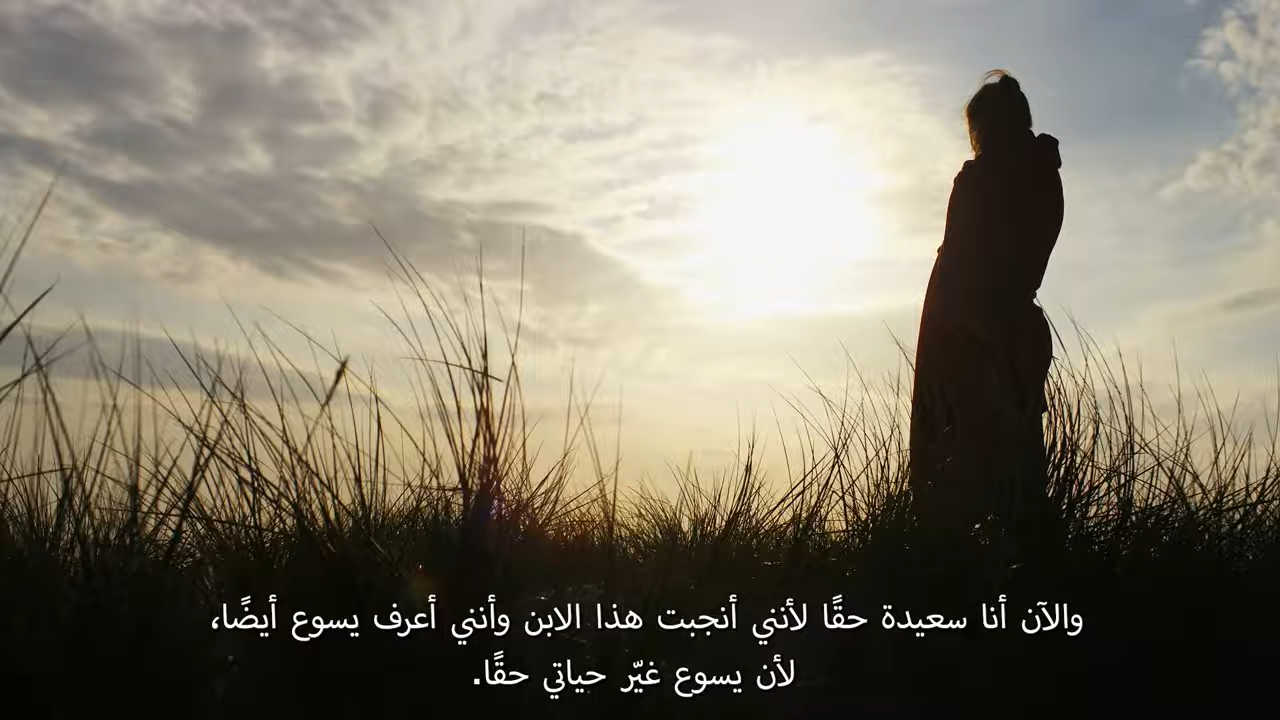 والآن أنا سعيدة حقًا لأنني أنجبت هذا الابن وأنني أعرف يسوع أيضًا،
لأن يسوع غيّر حياتي حقًا.